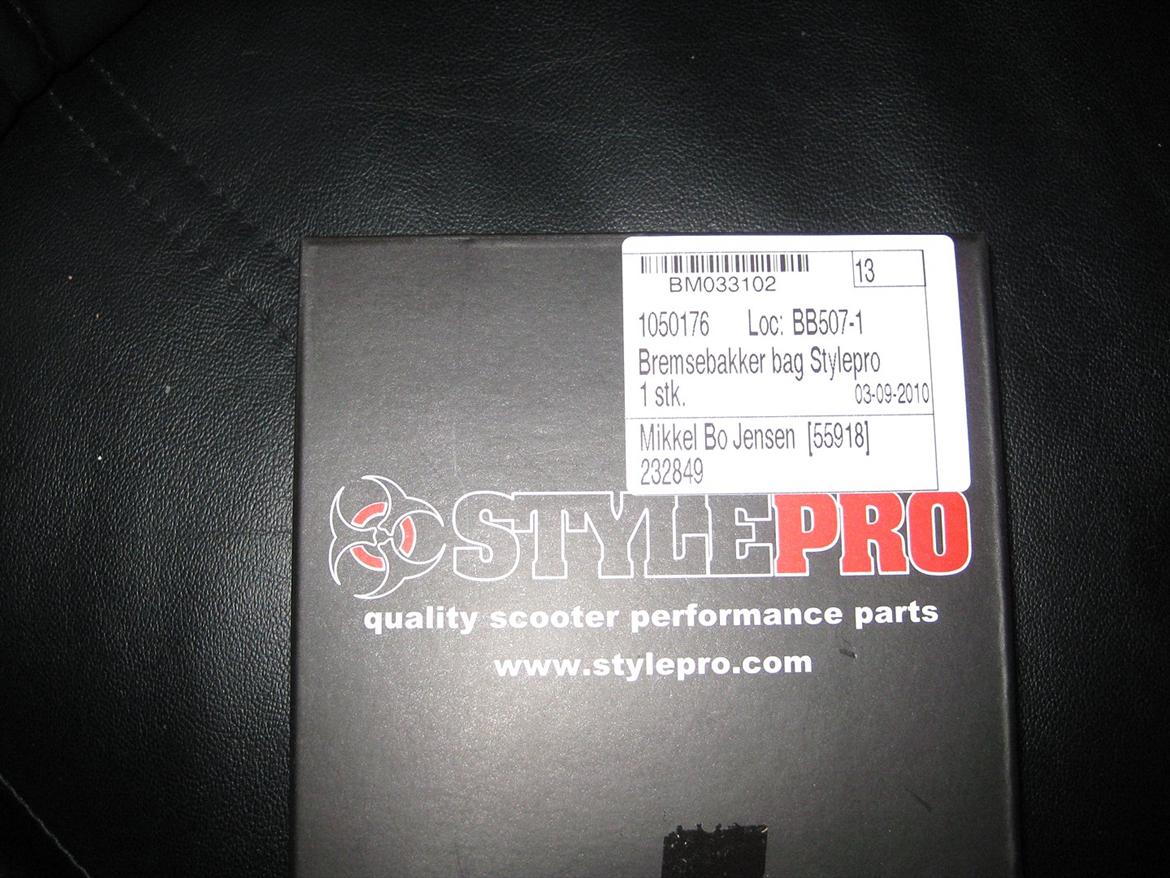 13
BM033102
1050176 Loc: BB507-1
Bremsebakker bag Stylepro
1 stk. 03-09-2010
Mikkel Bo Jensen [55918]
232849
STYLEPRO
quality scooter performance parts
www.stylepro.com